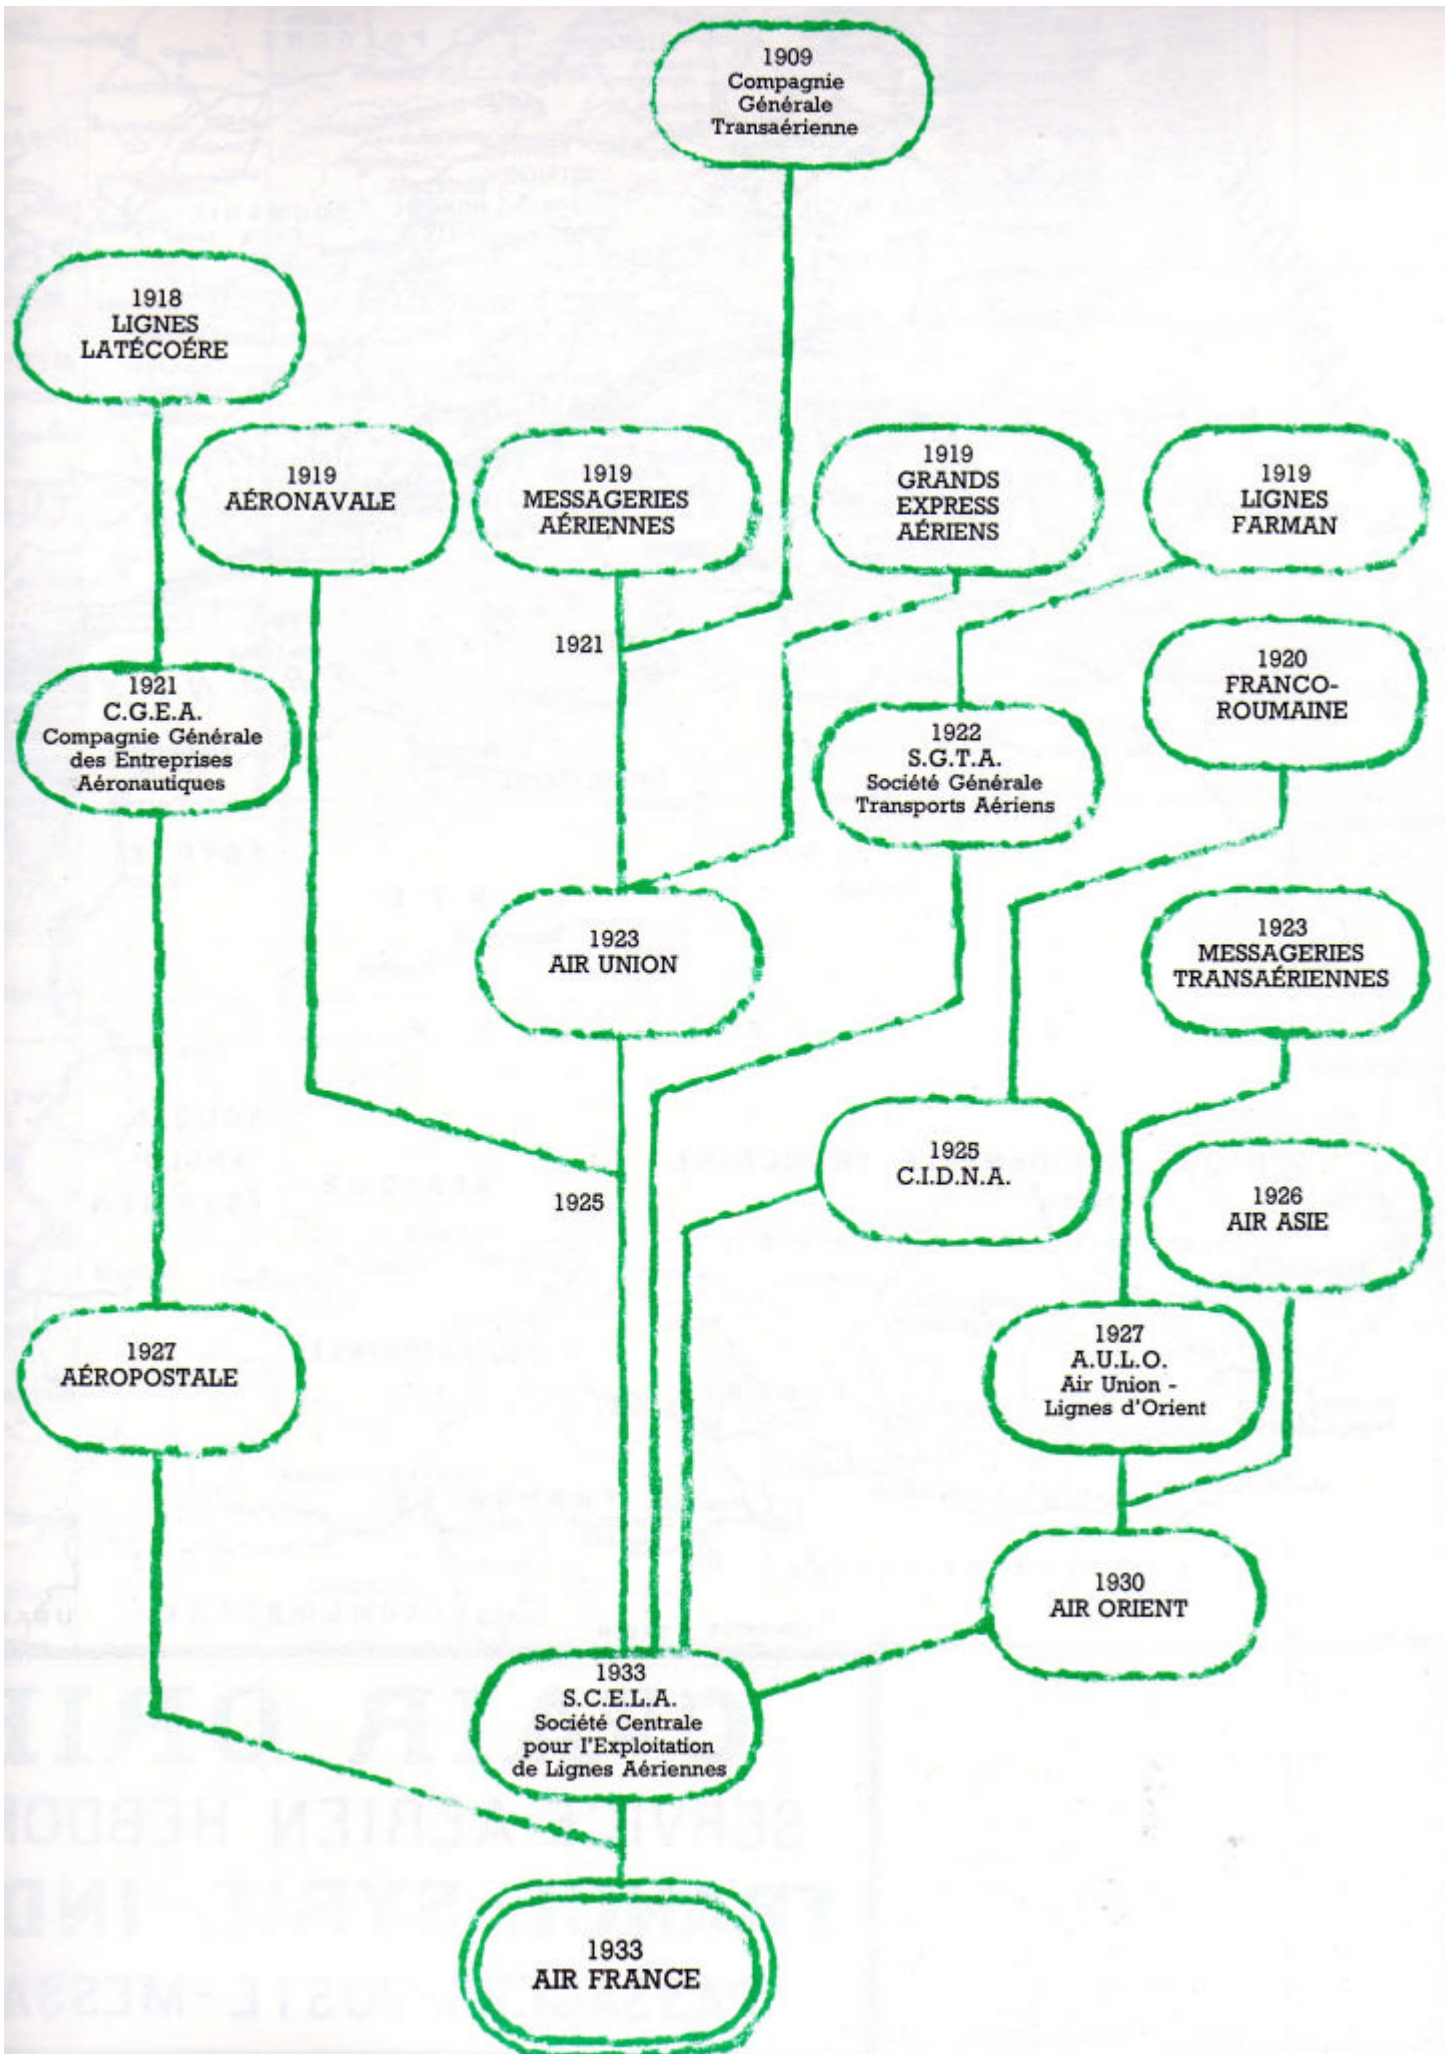 1909
Compagnie
Générale
Transaérienne
1918
LIGNES
LATÉCOÉRE
1919
AÉRONAVALE
1919
MESSAGERIES
AÉRIENNES
1919
GRANDS
EXPRESS
AÉRIENS
1919
LIGNES
FARMAN
1921
1920
FRANCO-
ROUMAINE
1921
C.G.E.A.
Compagnie Générale
des Entreprises
Aéronautiques
1922
S.G.T.A.
Société Générale
Transports Aériens
1923
AIR UNION
1923
MESSAGERIES
TRANSAÉRIENNES
1925
1925
C.I.D.N.A.
1926
AIR ASIE
1927
AÉROPOSTALE
1927
A.U.L.O.
Air Union -
Lignes d'Orient
1930
AIR ORIENT
1933
S.C.E.L.A.
Société Centrale
pour l'Exploitation
de Lignes Aériennes
1933
AIR FRANCE